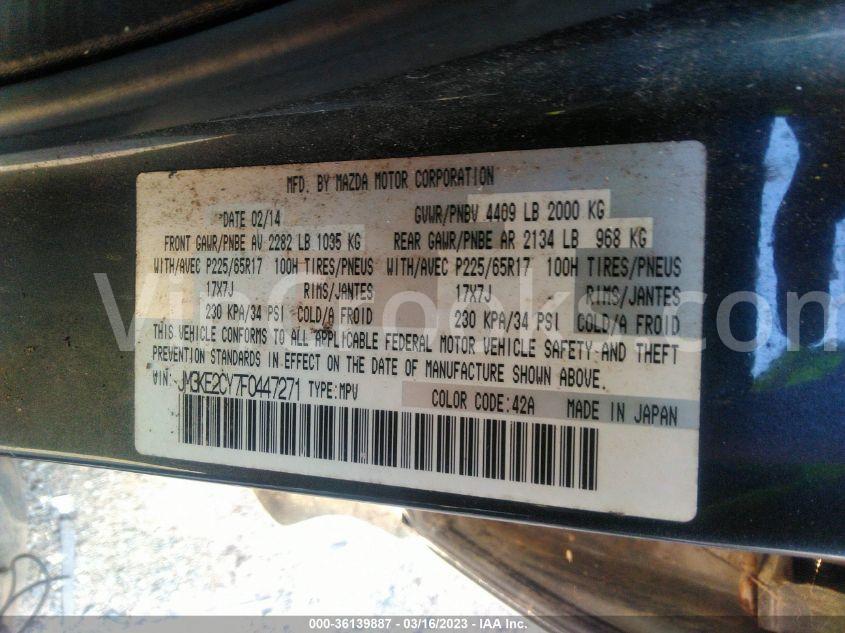 MFD. BY MAZDA MOTOR CORPORATION
DATE 02/14 GVWR/PNBV 4409 LB 2000 KG
FRONT GAWR/PNBE AV 2282 LB 1035 KG REAR GAWR/PNBE AR 2134 LB 968 KG
WITH/AVEC P225/65R17 100H TIRES/PNEUS WITH/AVEC P225/65R17 100H TIRES/PNEUS
17X7J RIMS/JANTES 17X7J RIMS/JANTES
230 KPA/34 PSI COLD/A FROID 230 KPA/34 PSI COLD/A FROID
THIS VEHICLE CONFORMS TO ALL APPLICABLE FEDERAL MOTOR VEHICLE SAFETY AND THEFT
PREVENTION STANDARDS IN EFFECT ON THE DATE OF MANUFACTURE SHOWN ABOVE.
VIN: JM3KE2CY7F0447271 TYPE:MPV COLOR CODE:42A MADE IN JAPAN
VinCrooks.com
000-36139887 - 03/16/2023 - IAA Inc.